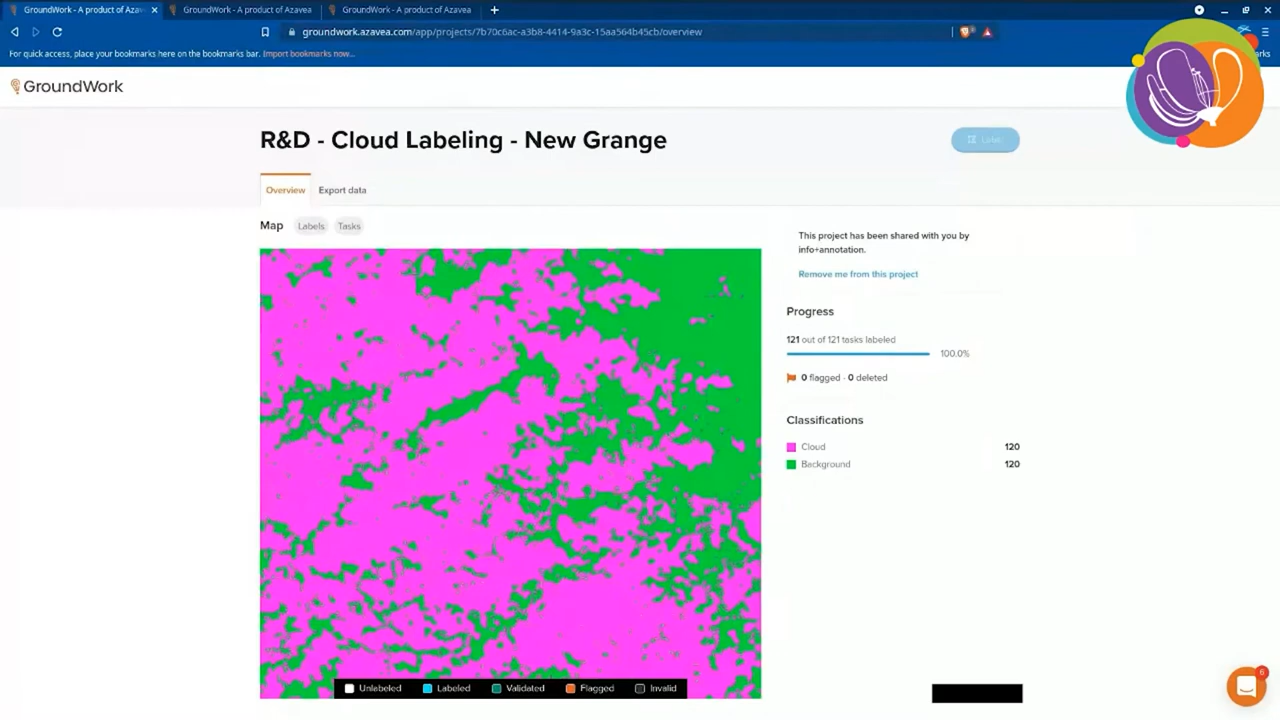 GroundWork - A product of Azav
GroundWork - A product of Azavea
GroundWork - A product of Azavea
groundwork.azavea.com/app/projects/7b70c6ac-a3b8-4414-9a3c-15aa564b45cb/overview
For quick access, place your bookmarks here on the bookmarks bar. Import bookmarks now...
GroundWork
R&D - Cloud Labeling - New Grange
Label
Overview
Export data
Map
Labels
Tasks
This project has been shared with you by
info+annotation.
Remove me from this project
Progress
121 out of 121 tasks labeled
100.0%
0 flagged · 0 deleted
Classifications
Cloud 120
Background 120
Unlabeled
Labeled
Validated
Flagged
Invalid
6